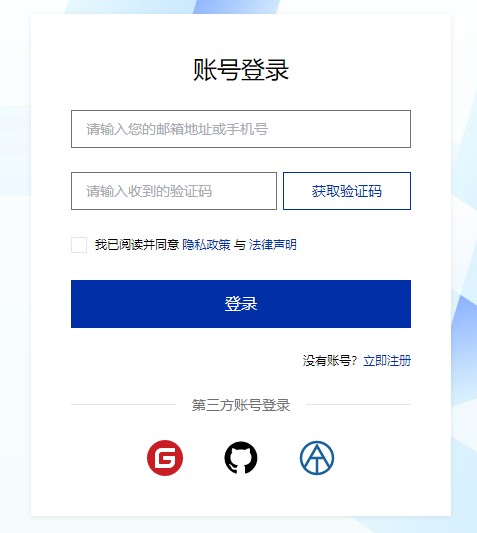 账号登录
请输入您的邮箱地址或手机号
请输入收到的验证码 获取验证码
我已阅读并同意 隐私政策 与 法律声明
登录
没有账号？ 立即注册
第三方账号登录